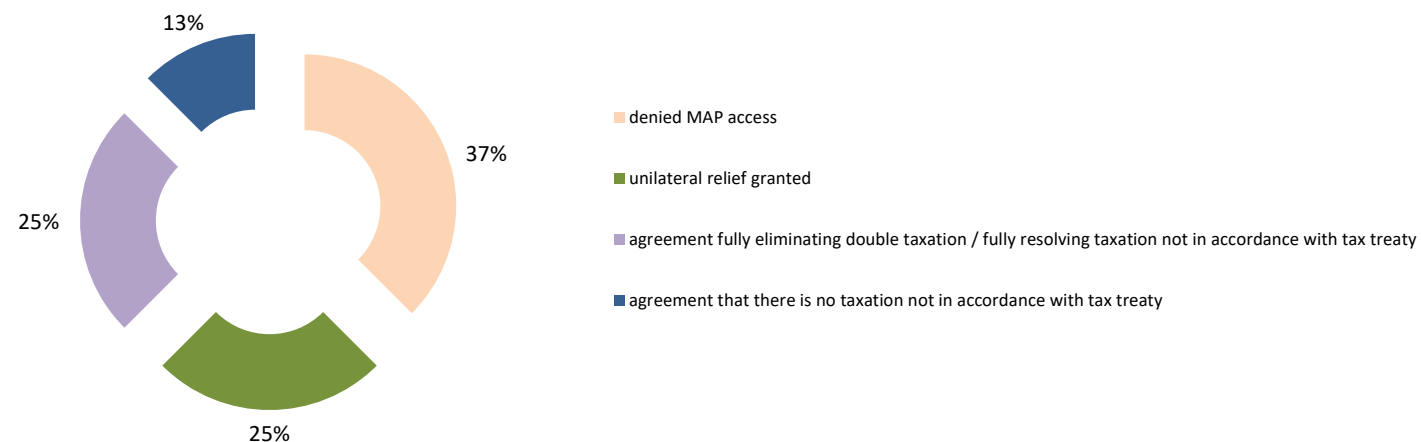 13%
37%
25%
25%
denied MAP access
unilateral relief granted
agreement fully eliminating double taxation / fully resolving taxation not in accordance with tax treaty
agreement that there is no taxation not in accordance with tax treaty